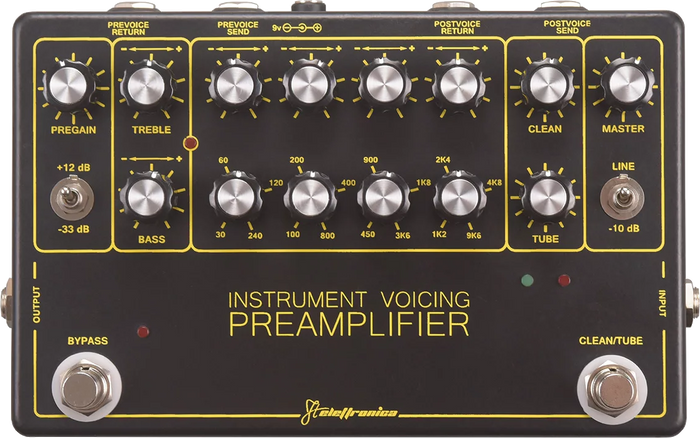 PREVOICE
RETURN
PREVOICE
SEND
9v - +
POSTVOICE
RETURN
POSTVOICE
SEND
- +
- +
- +
- +
- +
PREGAIN
TREBLE
CLEAN
MASTER
+12 dB
-33 dB
- +
BASS
60
120
30
240
200
400
100
800
900
1K8
450
3K6
2K4
4K8
1K2
9K6
TUBE
LINE
-10 dB
OUTPUT
INPUT
INSTRUMENT VOICING
PREAMPLIFIER
BYPASS
CLEAN/TUBE
elettronica